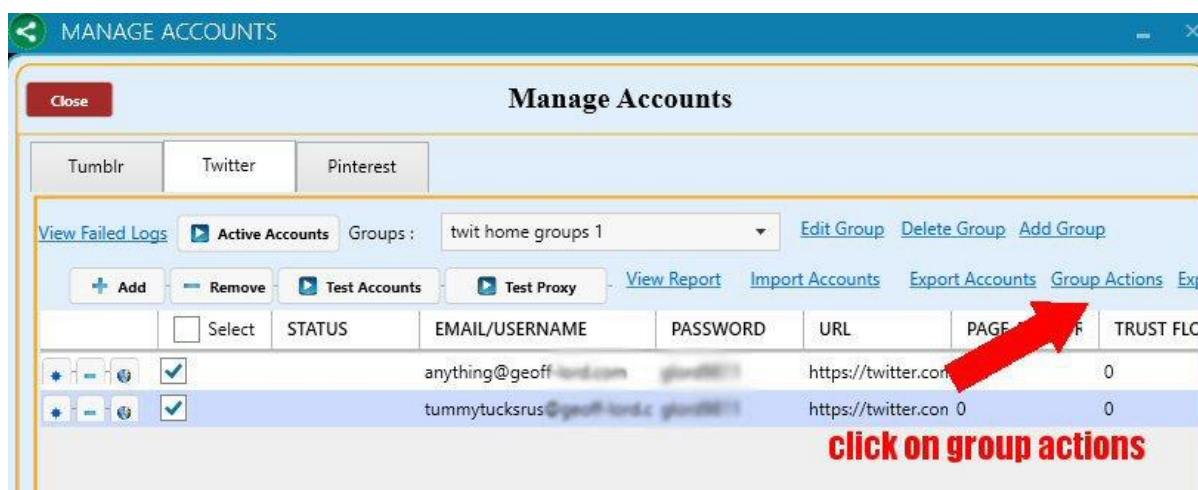 MANAGE ACCOUNTS
Close
Manage Accounts
Tumblr Twitter Pinterest
View Failed Logs Active Accounts Groups : twit home groups 1 Edit Group Delete Group Add Group
Add Remove Test Accounts Test Proxy View Report Import Accounts Export Accounts Group Actions
Select STATUS EMAIL/USERNAME PASSWORD URL PAGE TRUST FLO
anything@geoff https://twitter.con 0
tummytucksrus https://twitter.con 0 0
click on group actions